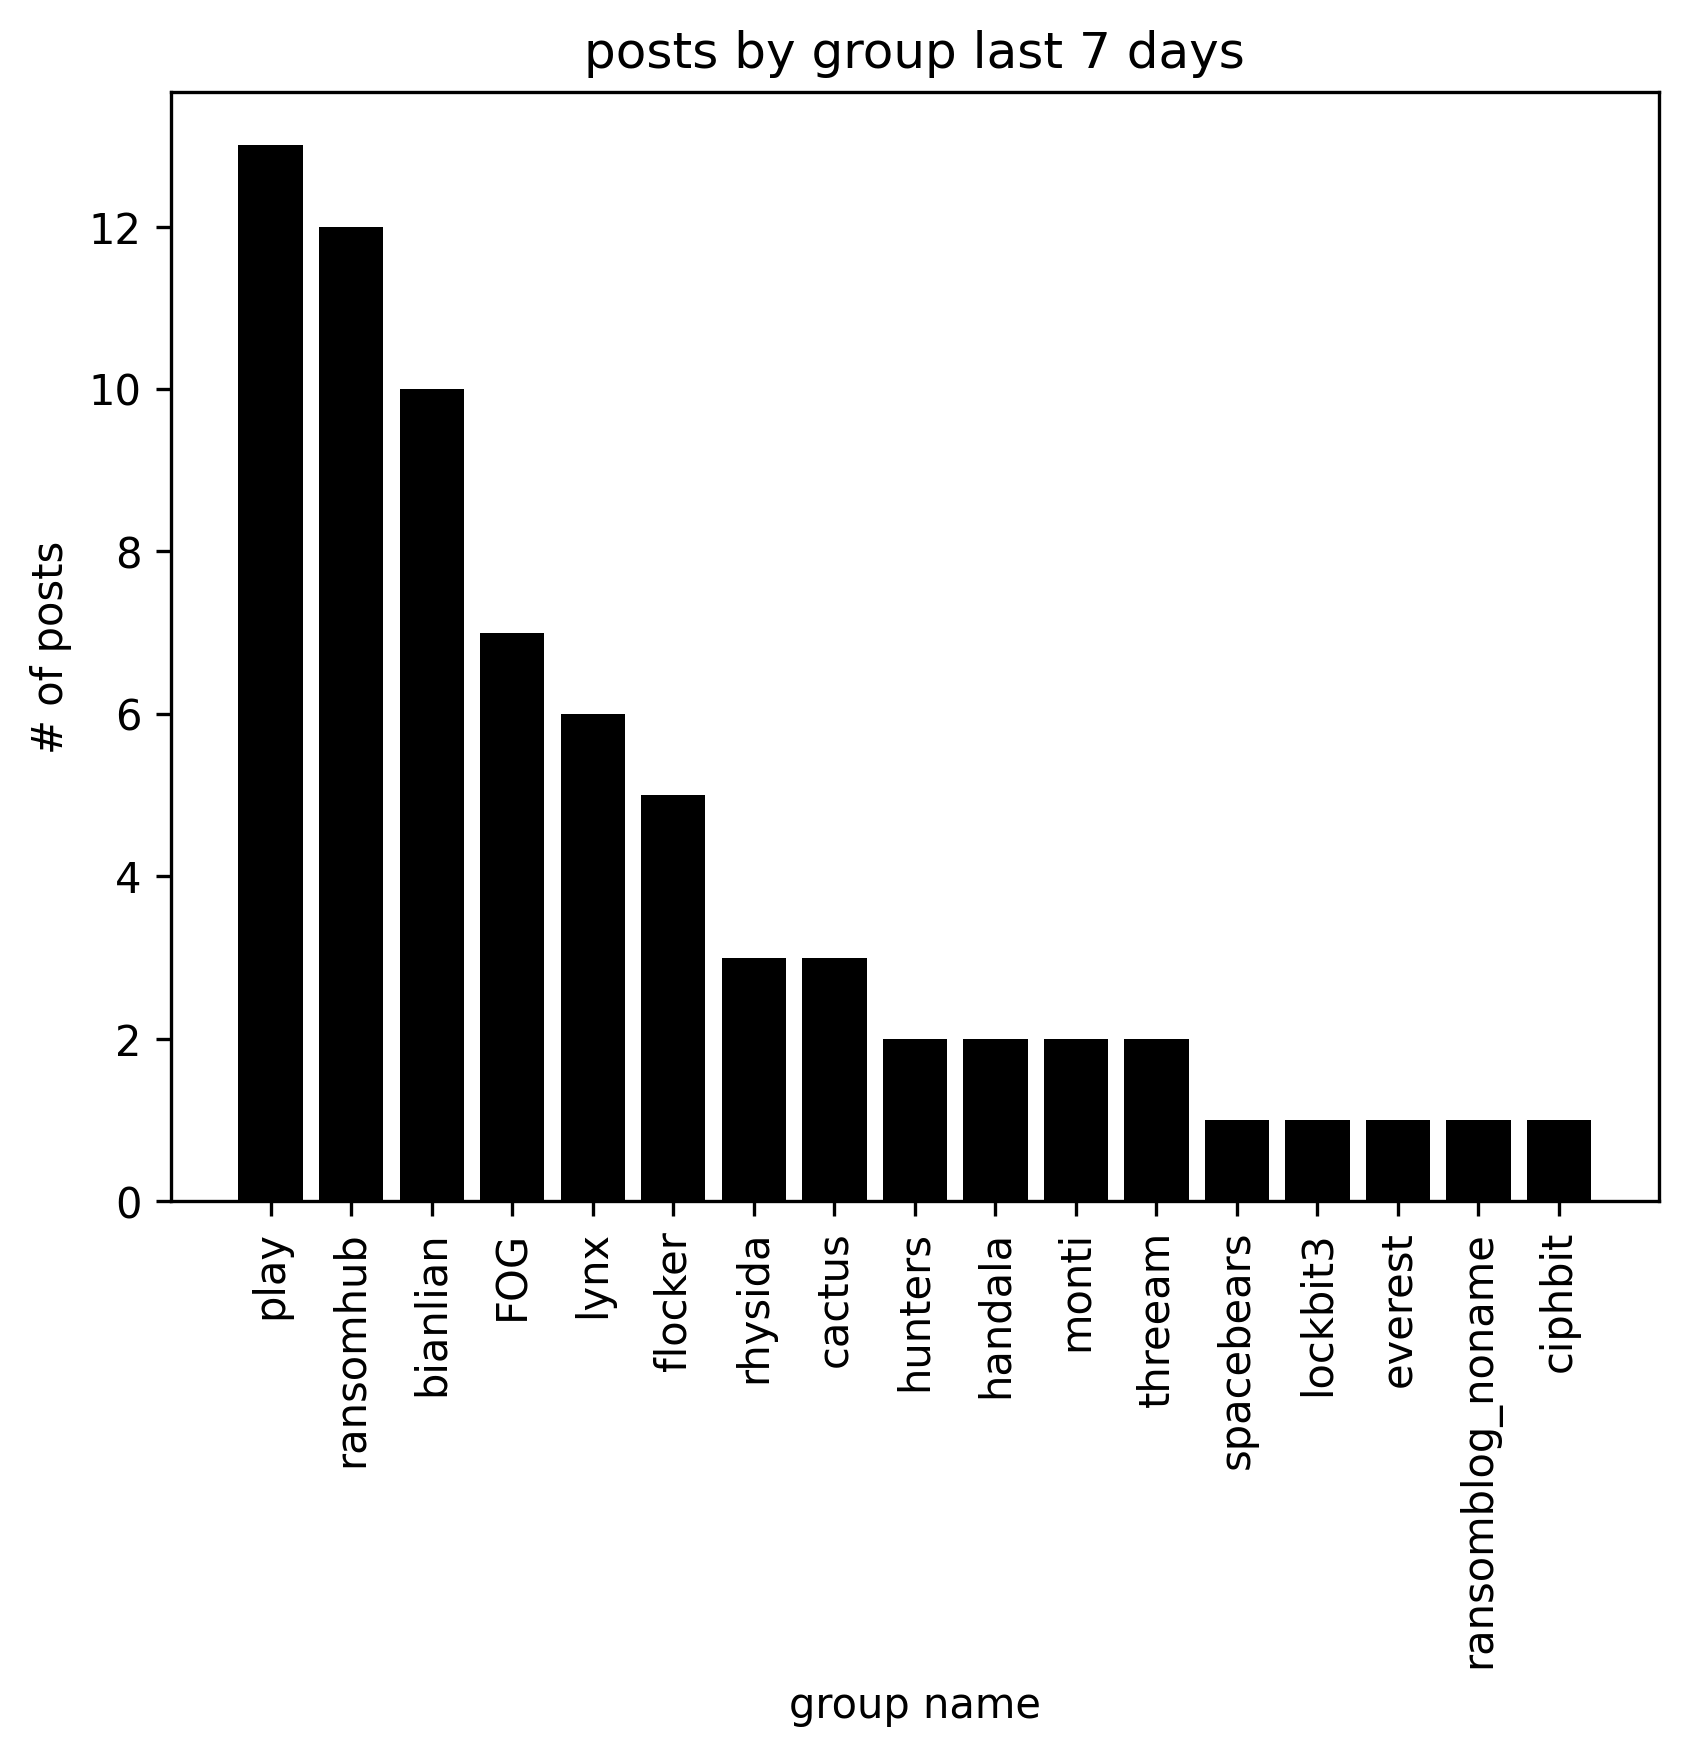 posts by group last 7 days
# of posts
12
10
8
6
4
2
0
play
ransomhub
bianlian
FOG
lynx
flocker
rhysida
cactus
hunters
handala
monti
threeam
spacebears
lockbit3
everest
ransomblog_noname
ciphbit
group name